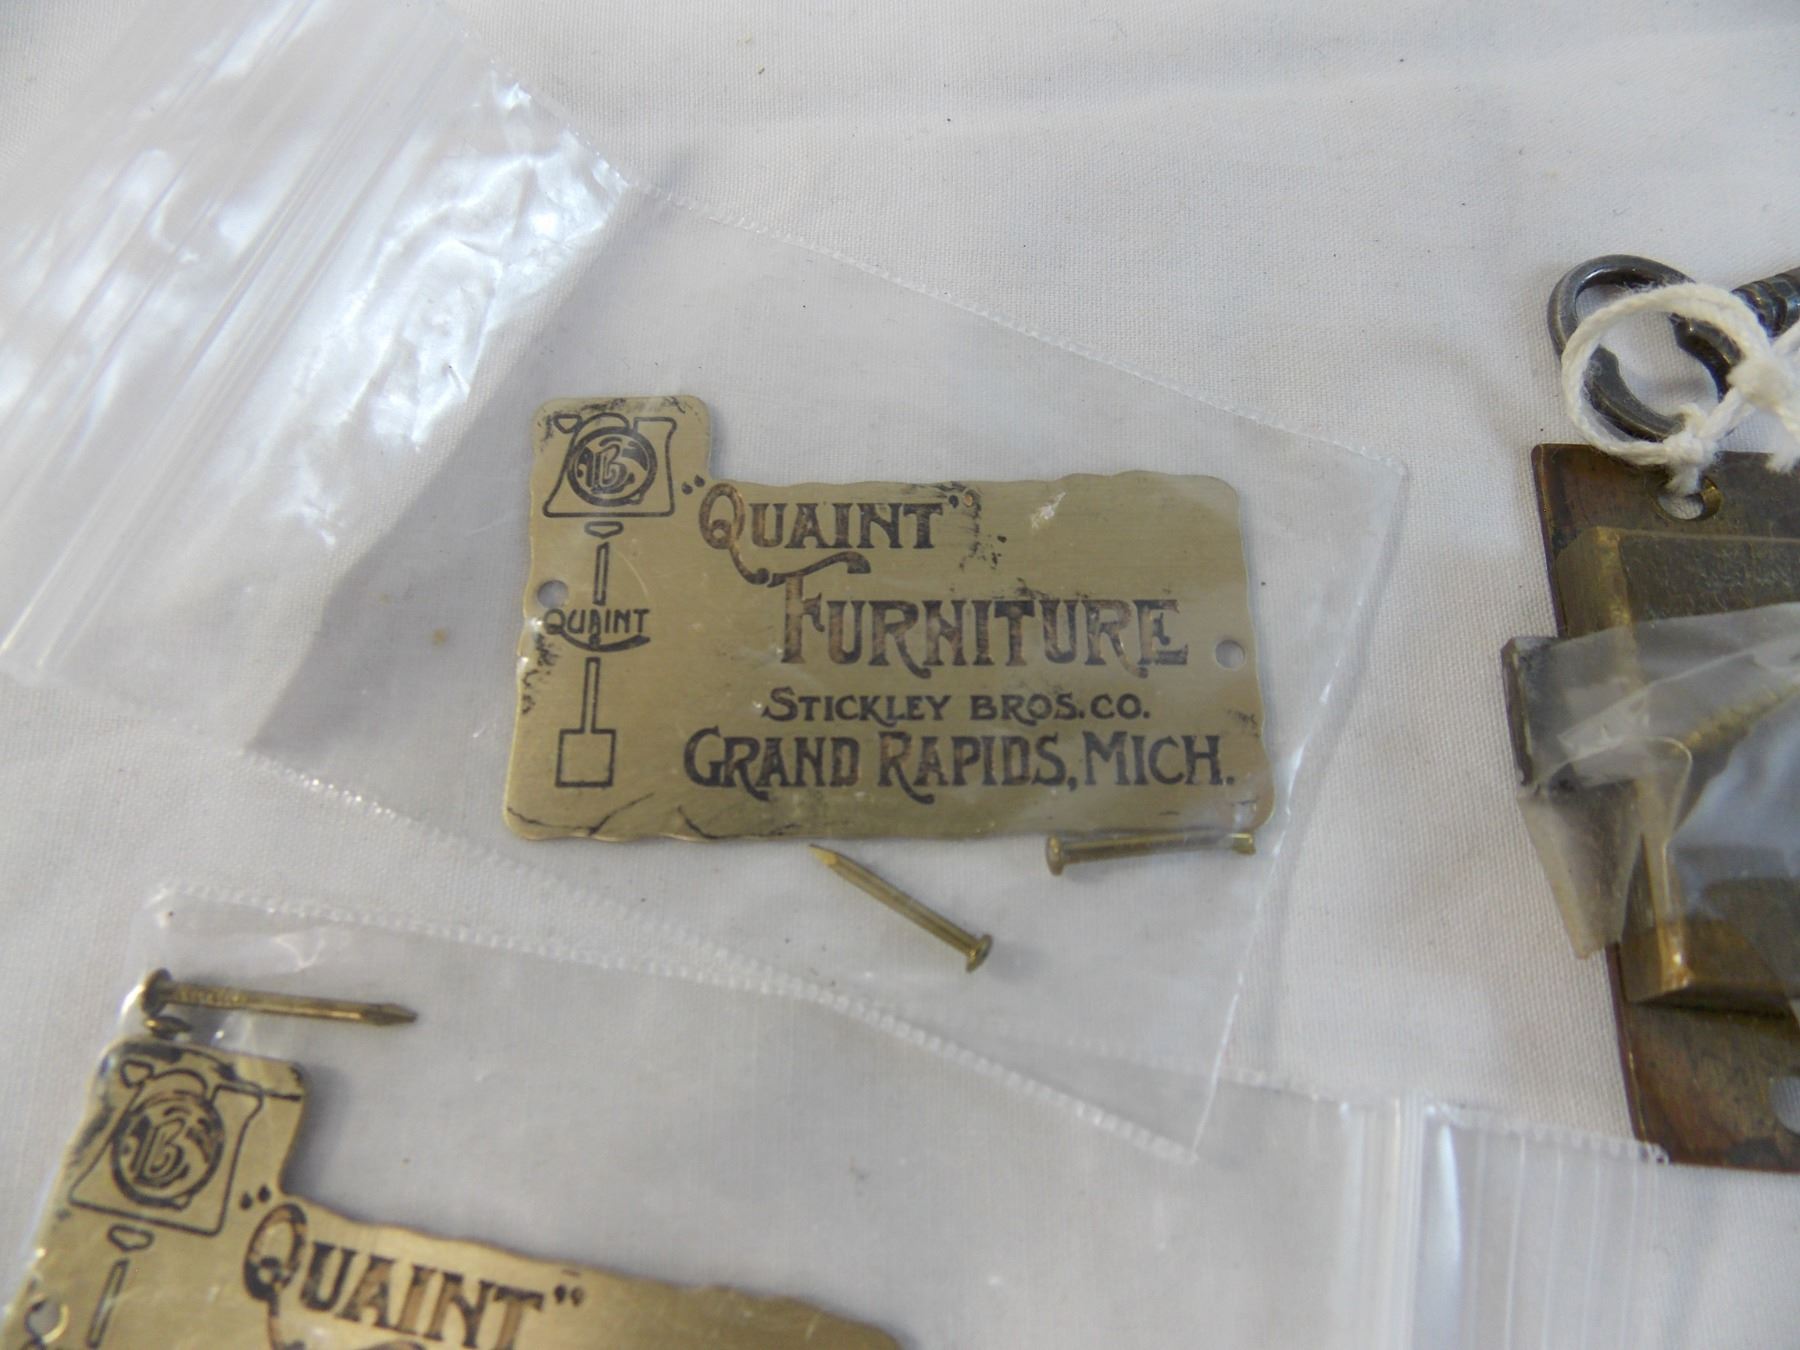 SB
"QUAINT"
FURNITURE
QUAINT
STICKLEY BROS. CO.
GRAND RAPIDS, MICH.
SB
"QUAINT"